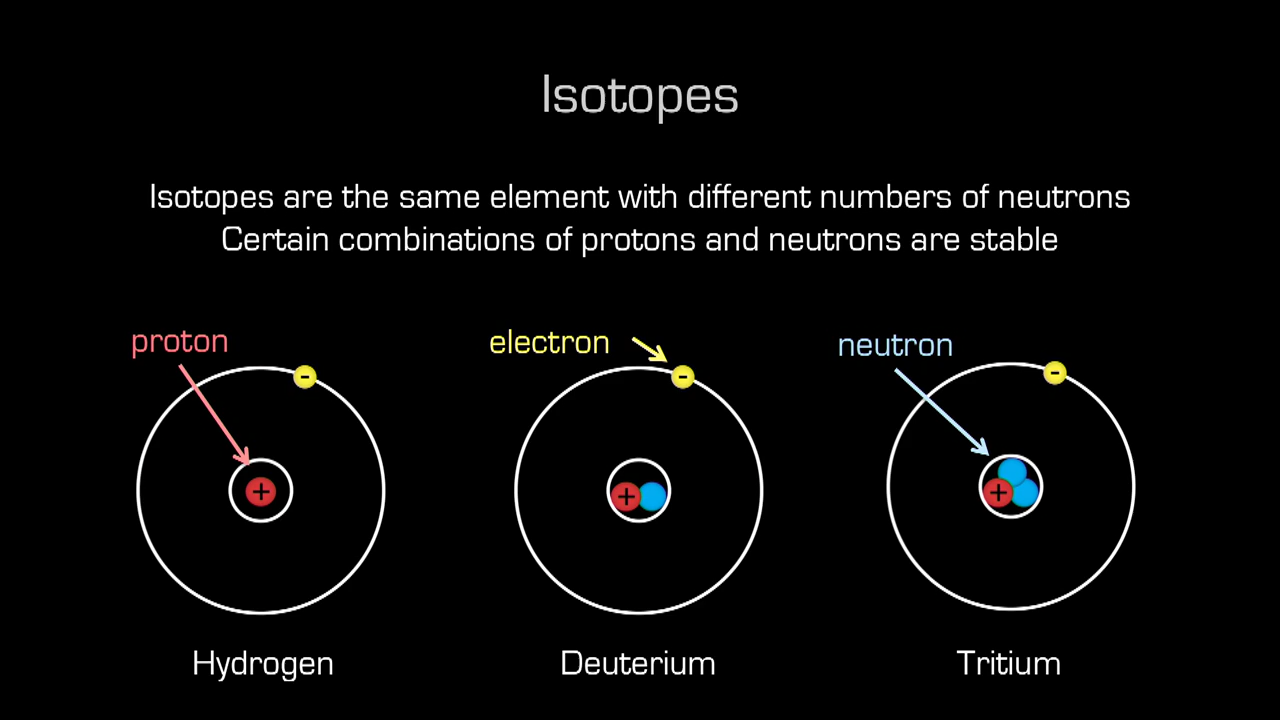 Isotopes
Isotopes are the same element with different numbers of neutrons
Certain combinations of protons and neutrons are stable
proton
electron
neutron
-
-
-
+
+
+
Hydrogen
Deuterium
Tritium